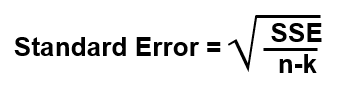 Standard Error = √(SSE / n-k)